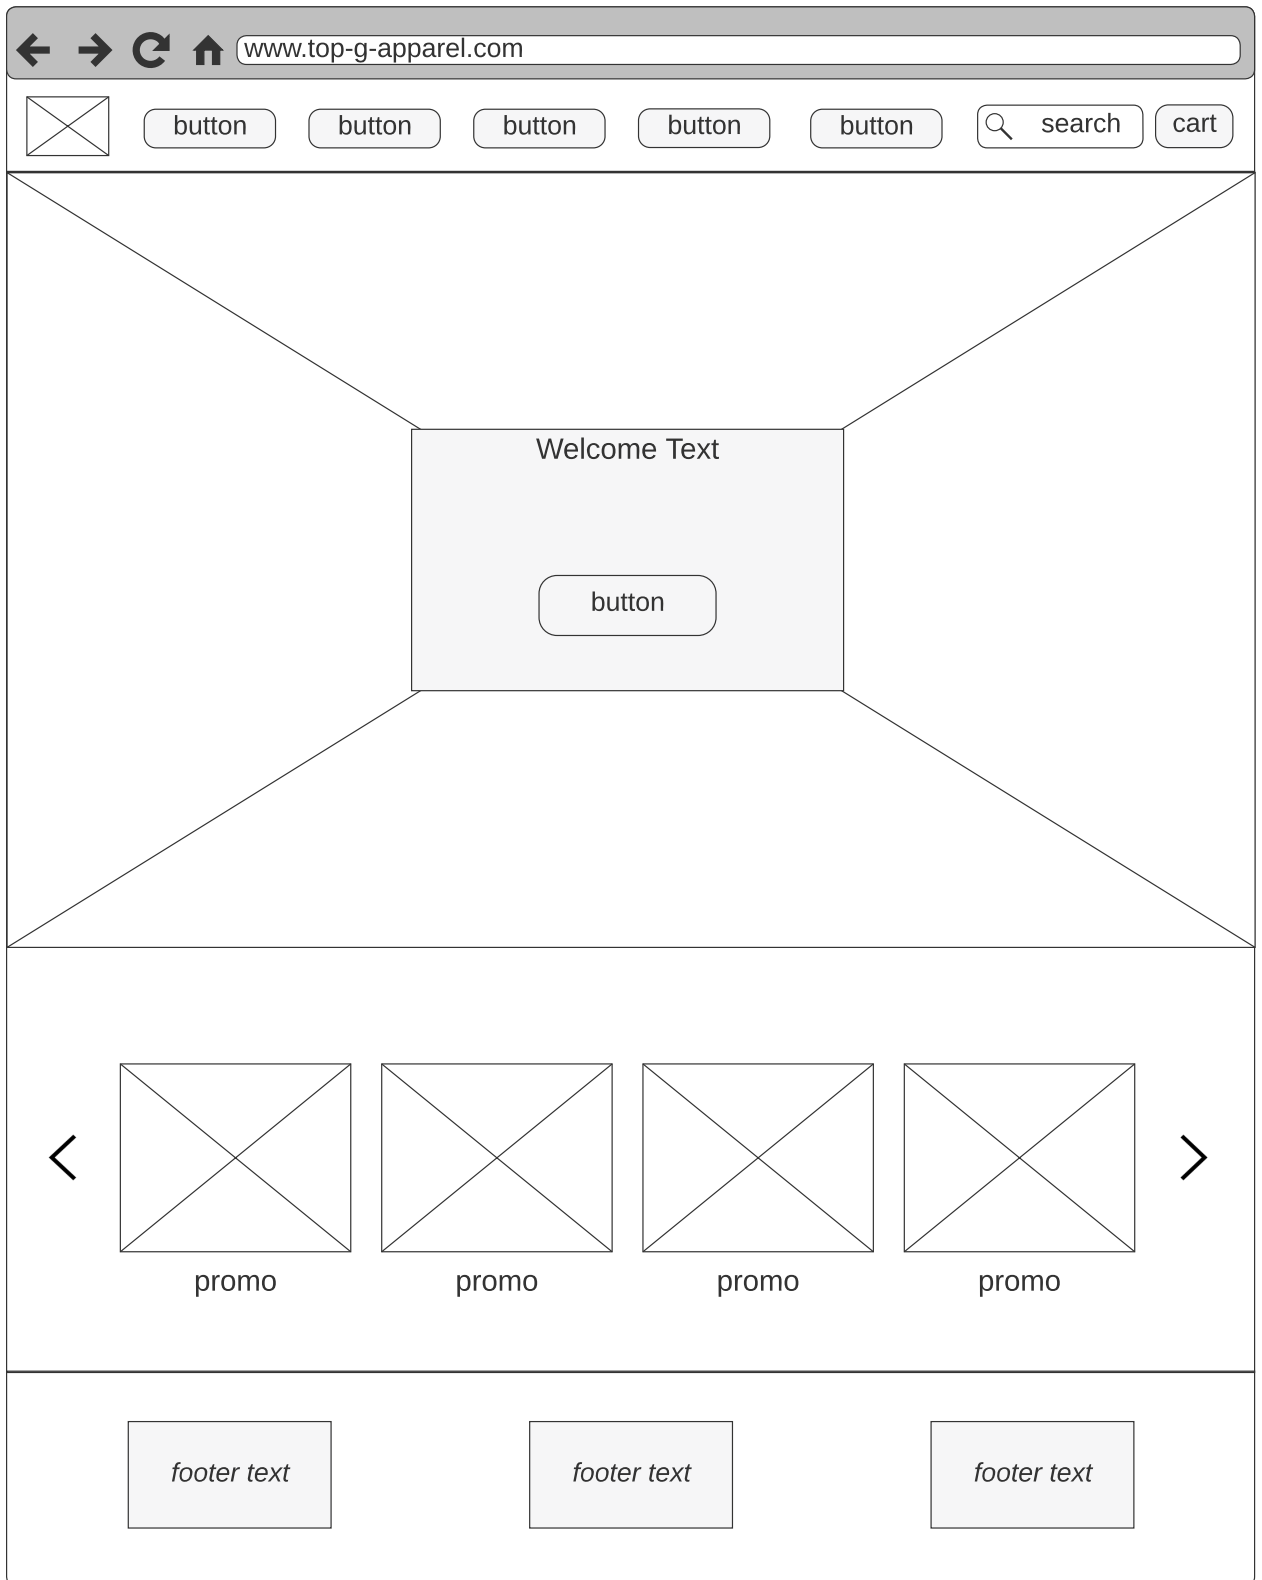 www.top-g-apparel.com
button button button button button search cart
Welcome Text
button
promo promo promo promo
footer text footer text footer text